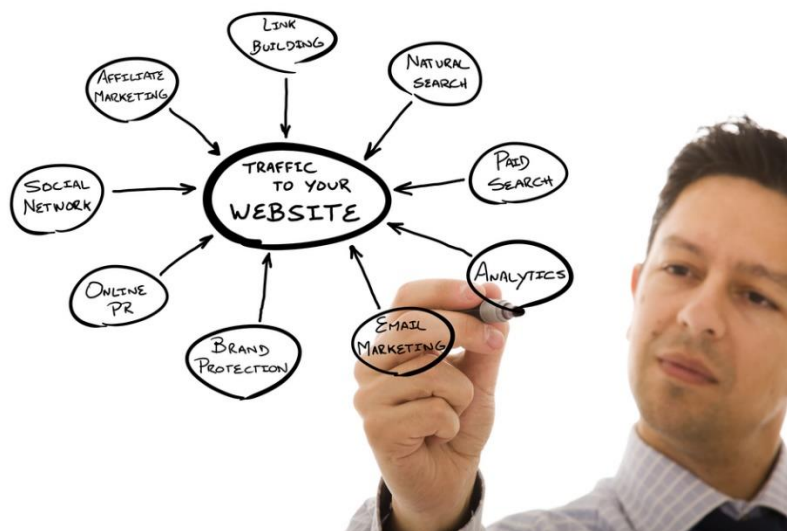 LINK
BUILDING
NATURAL
SEARCH
AFFILIATE
MARKETING
TRAFFIC
TO YOUR
WEBSITE
PAID
SEARCH
SOCIAL
NETWORK
ANALYTICS
ONLINE
PR
EMAIL
MARKETING
BRAND
PROTECTION